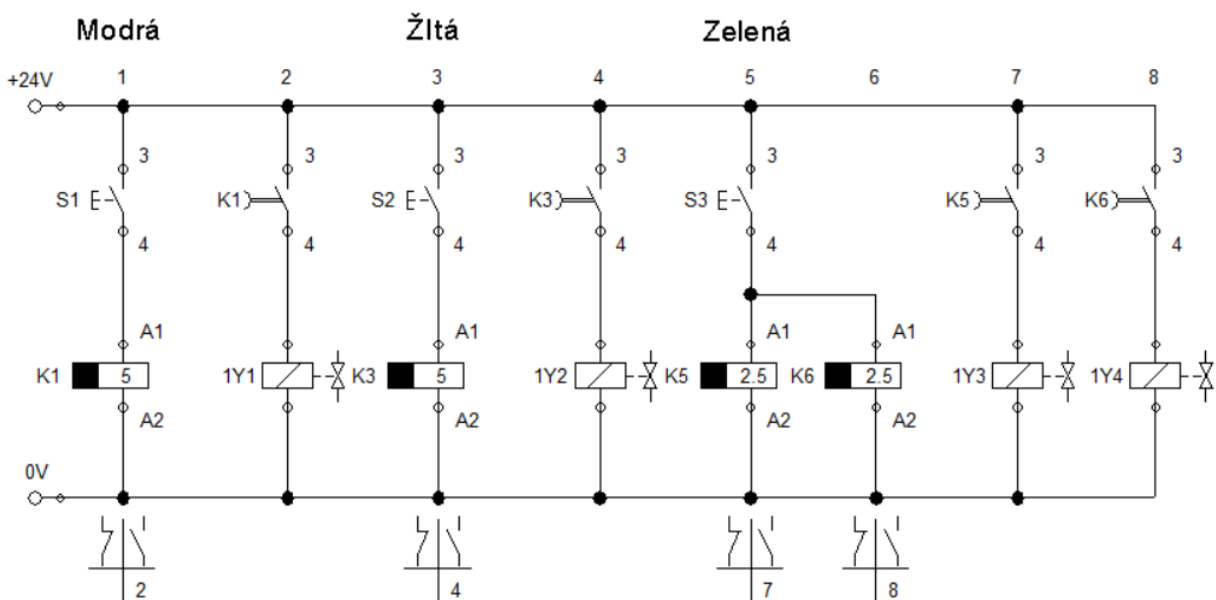 Modrá Žltá Zelená
+24V 1 2 3 4 5 6 7 8
3 3 3 3 3 3 3
S1 K1 S2 K3 S3 K5 K6
4 4 4 4 4 4 4
A1 A1 A1 A1
K1 5 1Y1 K3 5 1Y2 K5 2.5 K6 2.5 1Y3 1Y4
A2 A2 A2 A2
0V
2 4 7 8